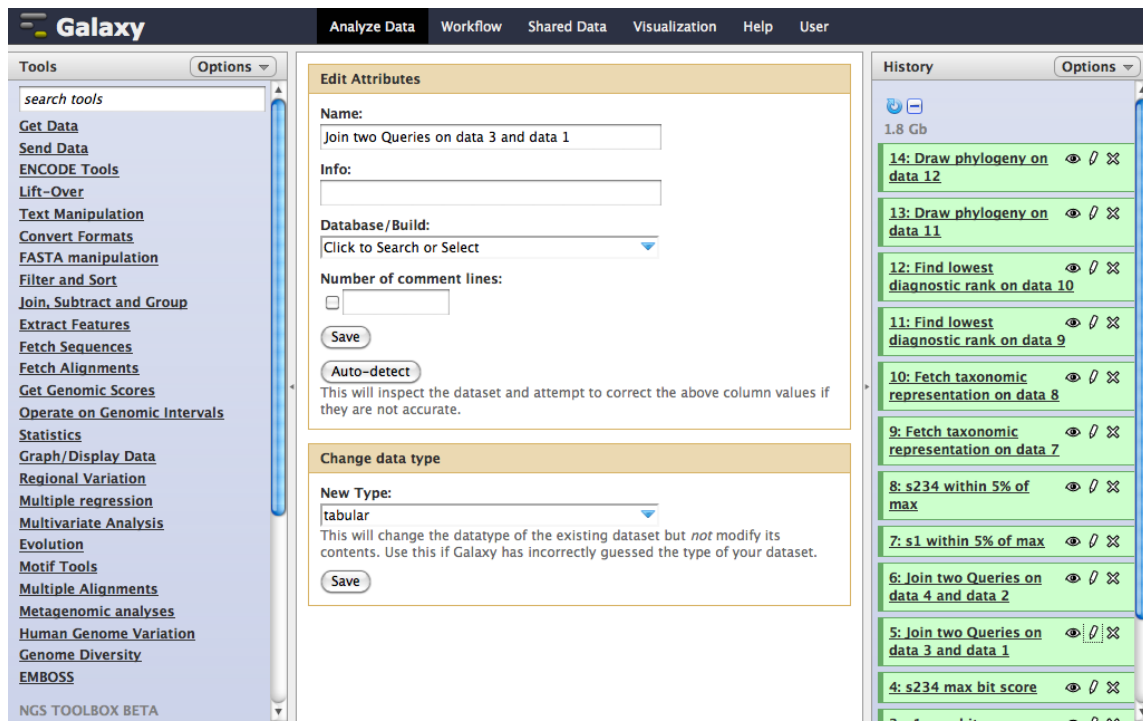 Galaxy
Analyze Data Workflow Shared Data Visualization Help User
Tools Options
search tools
Get Data
Send Data
ENCODE Tools
Lift-Over
Text Manipulation
Convert Formats
FASTA manipulation
Filter and Sort
Join, Subtract and Group
Extract Features
Fetch Sequences
Fetch Alignments
Get Genomic Scores
Operate on Genomic Intervals
Statistics
Graph/Display Data
Regional Variation
Multiple regression
Multivariate Analysis
Evolution
Motif Tools
Multiple Alignments
Metagenomic analyses
Human Genome Variation
Genome Diversity
EMBOSS
NGS TOOLBOX BETA
Edit Attributes
Name:
Join two Queries on data 3 and data 1
Info:
Database/Build:
Click to Search or Select
Number of comment lines:
Save
Auto-detect
This will inspect the dataset and attempt to correct the above column values if
they are not accurate.
Change data type
New Type:
tabular
This will change the datatype of the existing dataset but not modify its
contents. Use this if Galaxy has incorrectly guessed the type of your dataset.
Save
History Options
1.8 Gb
14: Draw phylogeny on
data 12
13: Draw phylogeny on
data 11
12: Find lowest
diagnostic rank on data 10
11: Find lowest
diagnostic rank on data 9
10: Fetch taxonomic
representation on data 8
9: Fetch taxonomic
representation on data 7
8: s234 within 5% of
max
7: s1 within 5% of max
6: Join two Queries on
data 4 and data 2
5: Join two Queries on
data 3 and data 1
4: s234 max bit score